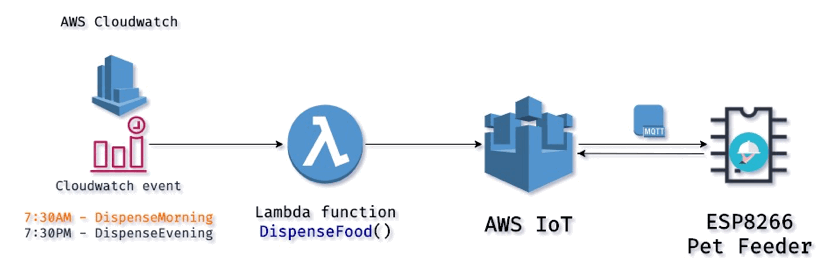 AWS Cloudwatch
Cloudwatch event
7:30AM - DispenseMorning
7:30PM - DispenseEvening
Lambda function
DispenseFood()
AWS IoT
MQTT
ESP8266
Pet Feeder